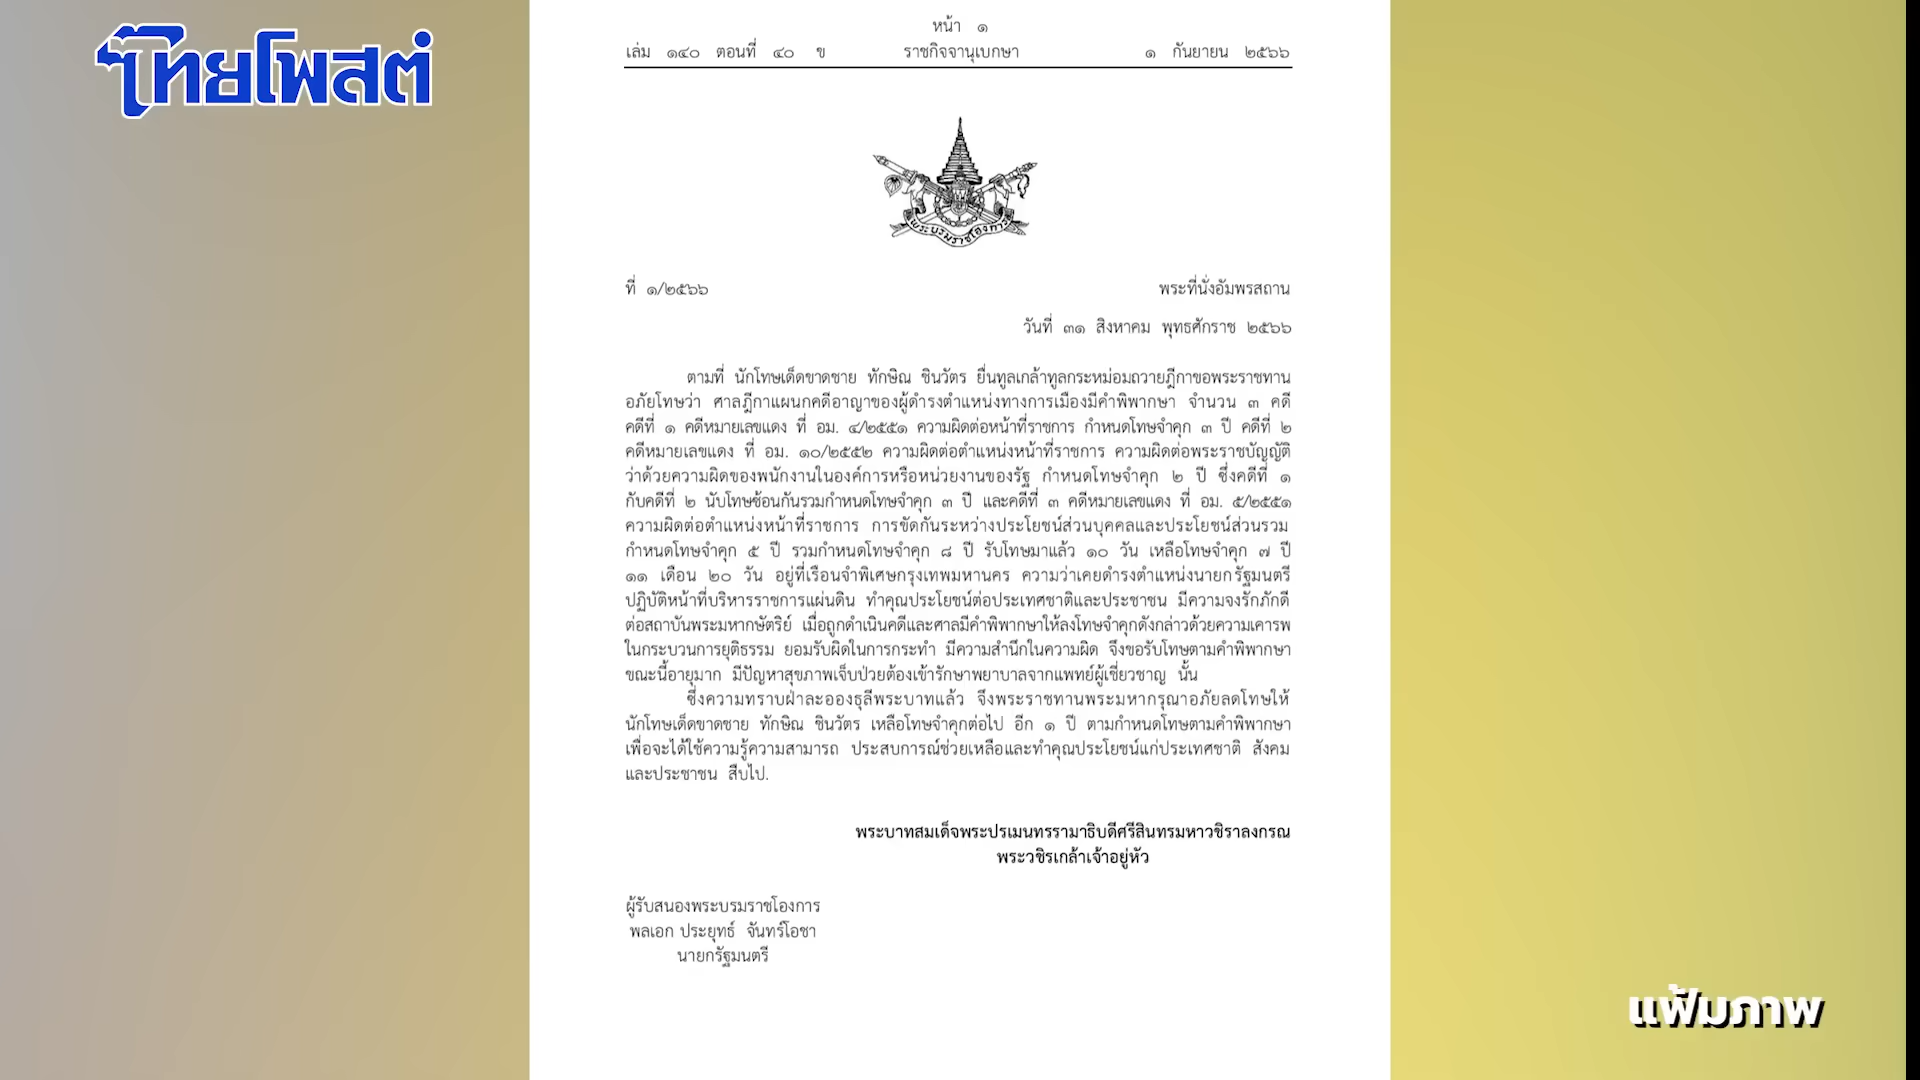 ไทยโพสต์
หน้า ๑
เล่ม ๑๔๐ ตอนที่ ๔๐ ข ราชกิจจานุเบกษา ๑ กันยายน ๒๕๖๖
พระบรมราชโองการ
ที่ ๑/๒๕๖๖ พระที่นั่งอัมพรสถาน
วันที่ ๓๑ สิงหาคม พุทธศักราช ๒๕๖๖
ตามที่ นักโทษเด็ดขาดชาย ทักษิณ ชินวัตร ยื่นทูลเกล้าทูลกระหม่อมถวายฎีกาขอพระราชทาน
อภัยโทษว่า ศาลฎีกาแผนกคดีอาญาของผู้ดำรงตำแหน่งทางการเมืองมีคำพิพากษา จำนวน ๓ คดี
คดีที่ ๑ คดีหมายเลขแดง ที่ อม. ๔/๒๕๕๑ ความผิดต่อหน้าที่ราชการ กำหนดโทษจำคุก ๓ ปี คดีที่ ๒
คดีหมายเลขแดง ที่ อม. ๑๐/๒๕๕๒ ความผิดต่อตำแหน่งหน้าที่ราชการ ความผิดต่อพระราชบัญญัติ
ว่าด้วยความผิดของพนักงานในองค์การหรือหน่วยงานของรัฐ กำหนดโทษจำคุก ๒ ปี ซึ่งคดีที่ ๑
กับคดีที่ ๒ นับโทษซ้อนกันรวมกำหนดโทษจำคุก ๓ ปี และคดีที่ ๓ คดีหมายเลขแดง ที่ อม. ๕/๒๕๕๑
ความผิดต่อตำแหน่งหน้าที่ราชการ การขัดกันระหว่างประโยชน์ส่วนบุคคลและประโยชน์ส่วนรวม
กำหนดโทษจำคุก ๕ ปี รวมกำหนดโทษจำคุก ๘ ปี รับโทษมาแล้ว ๑๐ วัน เหลือโทษจำคุก ๗ ปี
๑๑ เดือน ๒๐ วัน อยู่ที่เรือนจำพิเศษกรุงเทพมหานคร ความว่าเคยดำรงตำแหน่งนายกรัฐมนตรี
ปฏิบัติหน้าที่บริหารราชการแผ่นดิน ทำคุณประโยชน์ต่อประเทศชาติและประชาชน มีความจงรักภักดี
ต่อสถาบันพระมหากษัตริย์ เมื่อถูกดำเนินคดีและศาลมีคำพิพากษาให้ลงโทษจำคุกดังกล่าวด้วยความเคารพ
ในกระบวนการยุติธรรม ยอมรับผิดในการกระทำ มีความสำนึกในความผิด จึงขอรับโทษตามคำพิพากษา
ขณะนี้อายุมาก มีปัญหาสุขภาพเจ็บป่วยต้องเข้ารักษาพยาบาลจากแพทย์ผู้เชี่ยวชาญ นั้น
ซึ่งความทราบฝ่าละอองธุลีพระบาทแล้ว จึงพระราชทานพระมหากรุณาอภัยลดโทษให้
นักโทษเด็ดขาดชาย ทักษิณ ชินวัตร เหลือโทษจำคุกต่อไป อีก ๑ ปี ตามกำหนดโทษตามคำพิพากษา
เพื่อจะได้ใช้ความรู้ความสามารถ ประสบการณ์ช่วยเหลือและทำคุณประโยชน์แก่ประเทศชาติ สังคม
และประชาชน สืบไป.
พระบาทสมเด็จพระปรเมนทรรามาธิบดีศรีสินทรมหาวชิราลงกรณ
พระวชิรเกล้าเจ้าอยู่หัว
ผู้รับสนองพระบรมราชโองการ
พลเอก ประยุทธ์ จันทร์โอชา
นายกรัฐมนตรี
แฟ้มภาพ